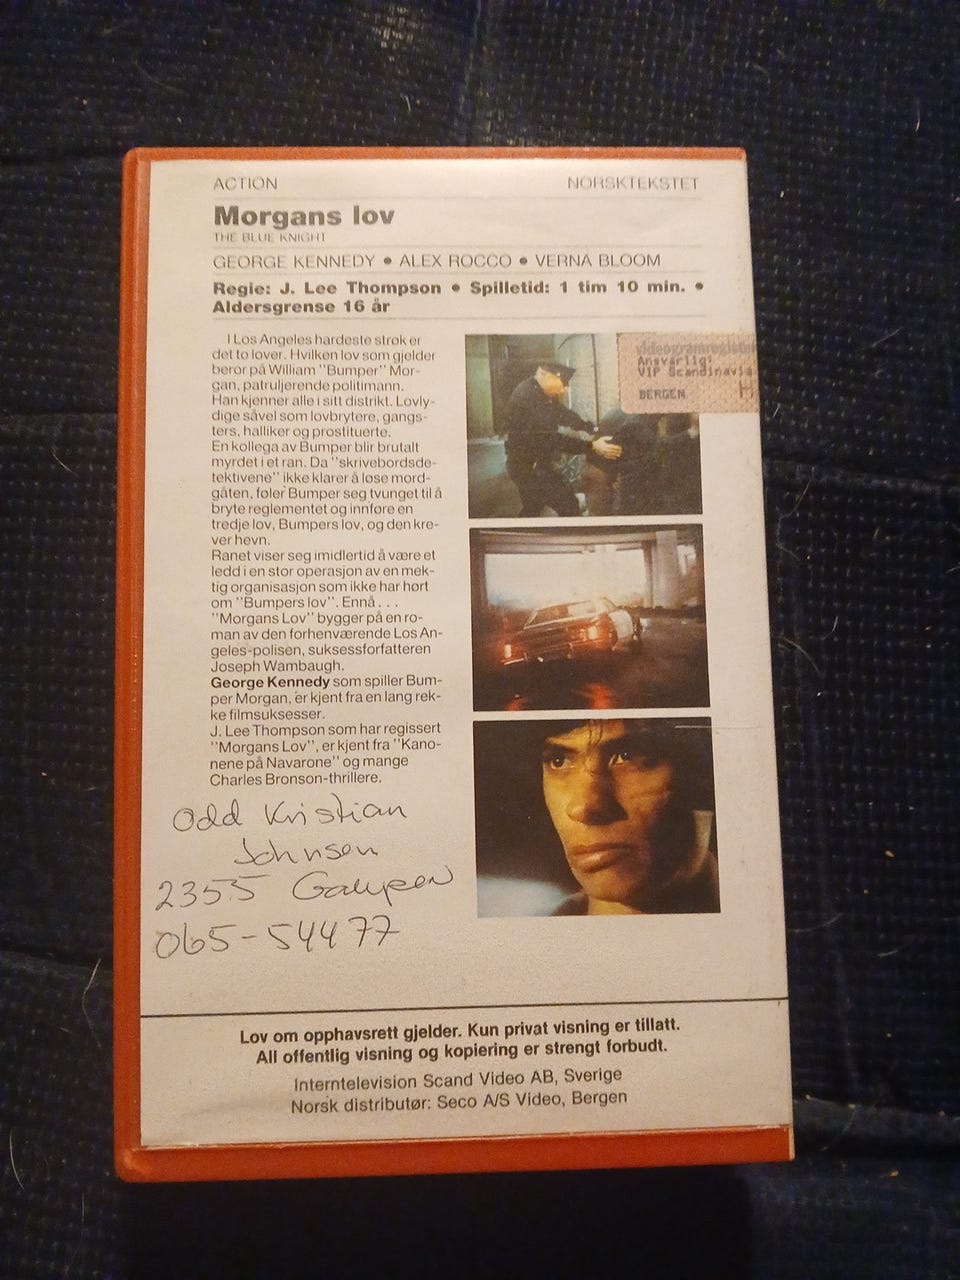 ACTION NORSKTEKSTET
Morgans lov
THE BLUE KNIGHT
GEORGE KENNEDY • ALEX ROCCO • VERNA BLOOM
Regie: J. Lee Thompson • Spilletid: 1 tim 10 min. •
Aldersgrense 16 år
I Los Angeles hardeste strøk er
det to lover. Hvilken lov som gjelder
beror på William "Bumper" Mor-
gan, patruljerende politimann.
Han kjenner alle i sitt distrikt. Lovly-
dige såvel som lovbrytere, gangs-
ters, halliker og prostituerte.
En kollega av Bumper blir brutalt
myrdet i et ran. Da "skrivebordsde-
tektivene" ikke klarer å løse mord-
gåten, føler Bumper seg tvunget til å
bryte reglementet og innføre en
tredje lov, Bumpers lov, og den kre-
ver hevn.
Ranet viser seg imidlertid å være et
ledd i en stor operasjon av en mek-
tig organisasjon som ikke har hørt
om "Bumpers lov". Ennå...
"Morgans Lov" bygger på en ro-
man av den forhenværende Los An-
geles-polisen, suksessforfatteren
Joseph Wambaugh.
George Kennedy som spiller Bum-
per Morgan, er kjent fra en lang rek-
ke filmsuksesser.
J. Lee Thompson som har regissert
"Morgans Lov", er kjent fra "Kano-
nene på Navarone" og mange
Charles Bronson-thrillere.
videogramregister
Ansvarlig:
VIP Scandinavia
BERGEN H
Odd Kristian
Johnsen
2355 Gaupen
065-54477
Lov om opphavsrett gjelder. Kun privat visning er tillatt.
All offentlig visning og kopiering er strengt forbudt.
Interntelevision Scand Video AB, Sverige
Norsk distributør: Seco A/S Video, Bergen